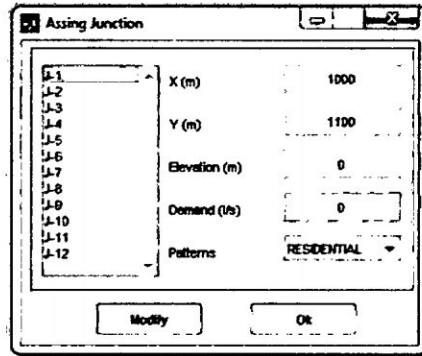 Assing Junction
J-1
J-2
J-3
J-4
J-5
J-6
J-7
J-8
J-9
J-10
J-11
J-12
X (m) 1000
Y (m) 1100
Elevation (m) 0
Demand (l/s) 0
Patterns RESIDENTIAL
Modify Ok